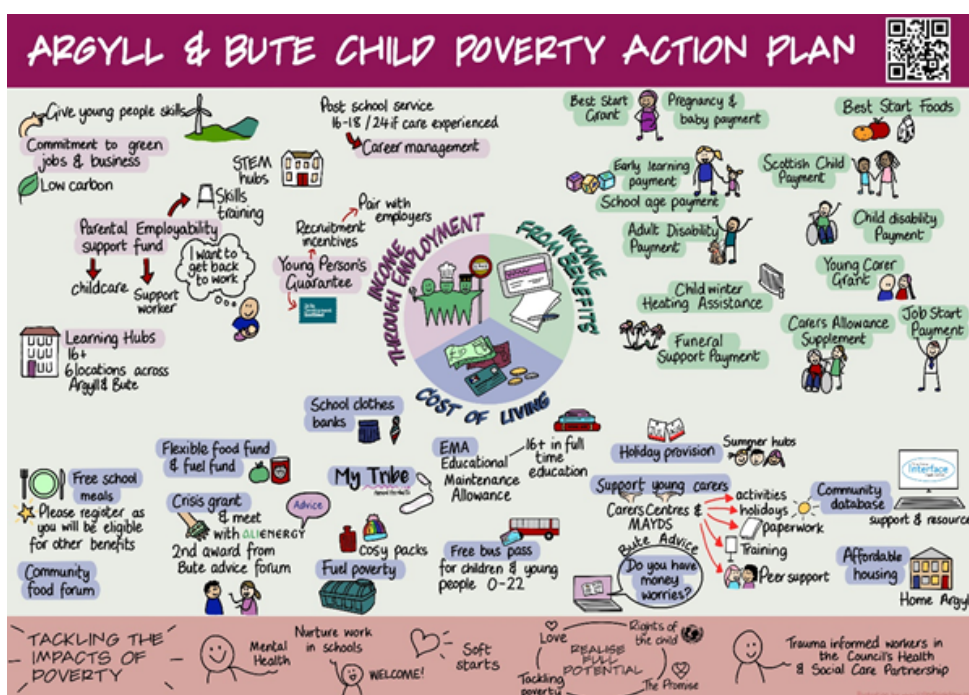 ARGYLL & BUTE CHILD POVERTY ACTION PLAN
Give young people skills
Commitment to green
jobs & business
Low carbon
Post school service
16-18 / 24 if care experienced
Career management
STEM
hubs
Skills
training
Parental Employability
support fund
childcare
Support
worker
I want to
get back
to work
Pair with
employers
Recruitment
incentives
Young Person's
Guarantee
Learning Hubs
16+
6 locations across
Argyll & Bute
INCOME
THROUGH EMPLOYMENT
INCOME
FROM BENEFITS
COST OF LIVING
Best Start
Grant
Pregnancy &
baby payment
Best Start Foods
Early learning
payment
School age payment
Scottish Child
Payment
Adult Disability
Payment
Child disability
Payment
Child winter
Heating Assistance
Young Carer
Grant
Funeral
Support Payment
Carers Allowance
Supplement
Job Start
Payment
School clothes
banks
Flexible food fund
& fuel fund
Free school
meals
Please register as
you will be eligible
for other benefits
Community
food forum
Crisis grant
& meet
with ALIENERGY
2nd award from
Bute advice forum
Advice
My Tribe
EMA
Educational
Maintenance
Allowance
16+ in full
time
education
Cosy packs
Fuel poverty
Free bus pass
for children & young
people 0-22
Holiday provision
Summer hubs
Support young carers
Carers Centres &
MAYDS
activities
holidays
paperwork
Training
Peer support
Bute Advice
Do you have
money
worries?
Community
database
Interface
support & resource
Affordable
housing
Home Argyl
TACKLING THE
IMPACTS OF
POVERTY
Mental
Health
Nurture work
in schools
WELCOME!
Soft
starts
Love
Rights of
the child
REALISE
FULL
POTENTIAL
Tackling
poverty
The Promise
Trauma informed workers in
the Council's Health
& Social Care Partnership